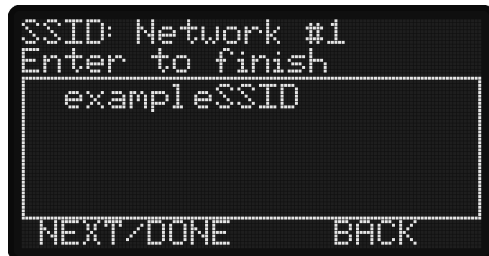 SSID: Network #1
Enter to finish
exampleSSID
NEXT/DONE BACK